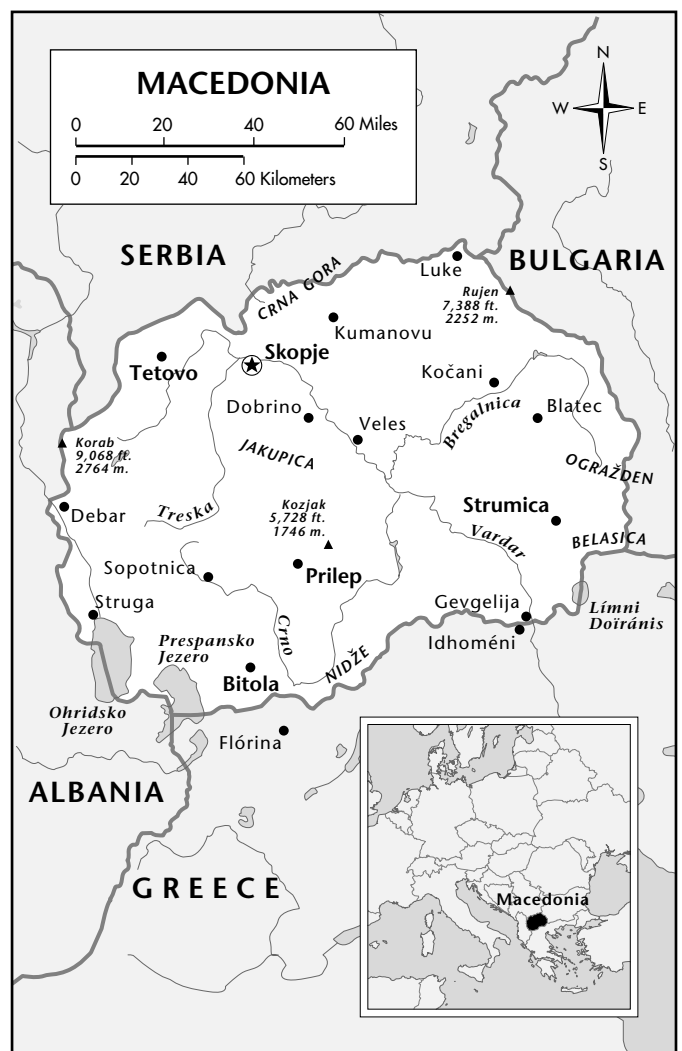 MACEDONIA
0 20 40 60 Miles
0 20 40 60 Kilometers
N
W E
S
SERBIA
BULGARIA
CRNA GORA
Luke
Rujen
7,388 ft.
2252 m.
Kumanovu
Skopje
Tetovo
Kočani
Dobrino
Veles
Bregalnica
Blatec
Korab
9,068 ft.
2764 m.
JAKUPICA
OGRAŽDEN
Treska
Kozjak
5,728 ft.
1746 m.
Strumica
Debar
Vardar
BELASICA
Sopotnica
Prilep
Struga
Gevgelija
Límni
Doïránis
Crno
Idhoméni
Prespansko
Jezero
NIDŽE
Bitola
Ohridsko
Jezero
Flórina
ALBANIA
GREECE
Macedonia